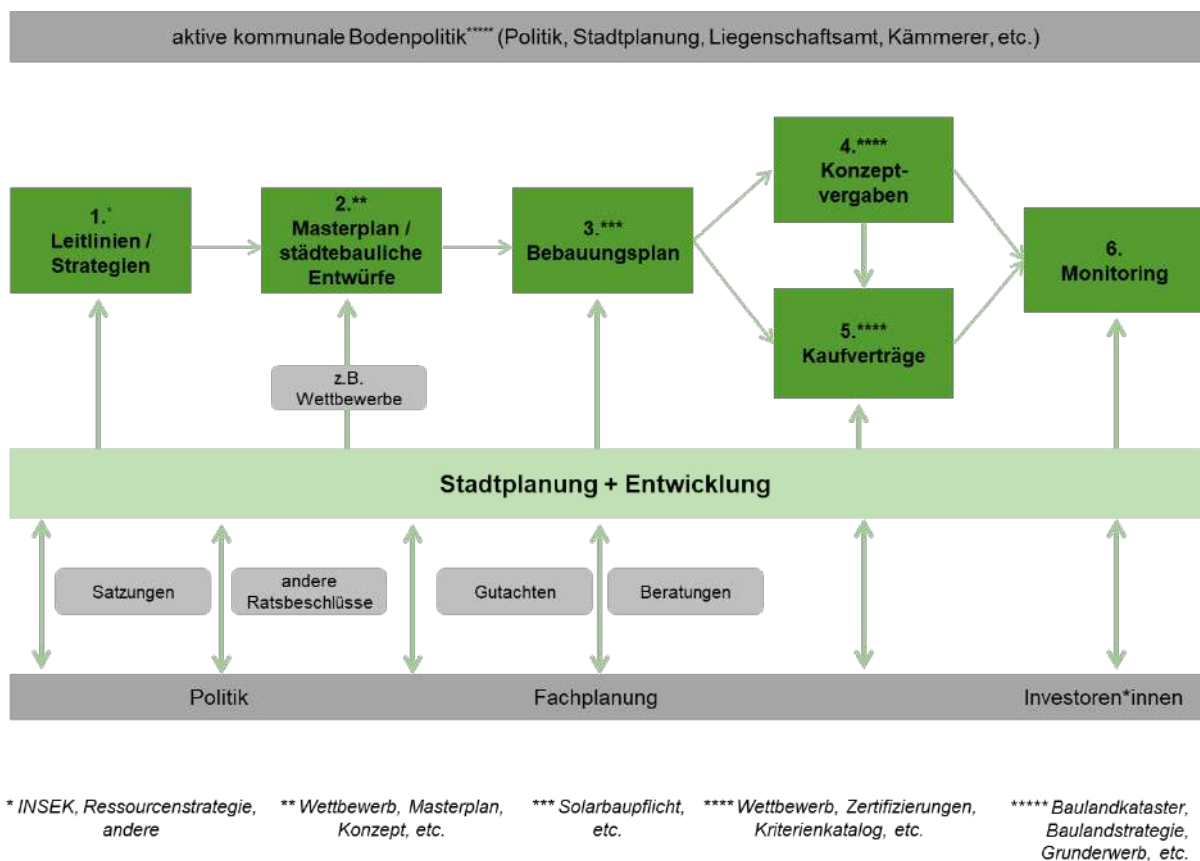 aktive kommunale Bodenpolitik***** (Politik, Stadtplanung, Liegenschaftsamt, Kämmerer, etc.)
1.*
Leitlinien /
Strategien
2.**
Masterplan /
städtebauliche
Entwürfe
3.***
Bebauungsplan
4.****
Konzept-
vergaben
5.****
Kaufverträge
6.
Monitoring
z.B.
Wettbewerbe
Stadtplanung + Entwicklung
Satzungen
andere
Ratsbeschlüsse
Gutachten
Beratungen
Politik
Fachplanung
Investoren*innen
* INSEK, Ressourcenstrategie,
andere
** Wettbewerb, Masterplan,
Konzept, etc.
*** Solarbaupflicht,
etc.
**** Wettbewerb, Zertifizierungen,
Kriterienkatalog, etc.
***** Baulandkataster,
Baulandstrategie,
Grunderwerb, etc.